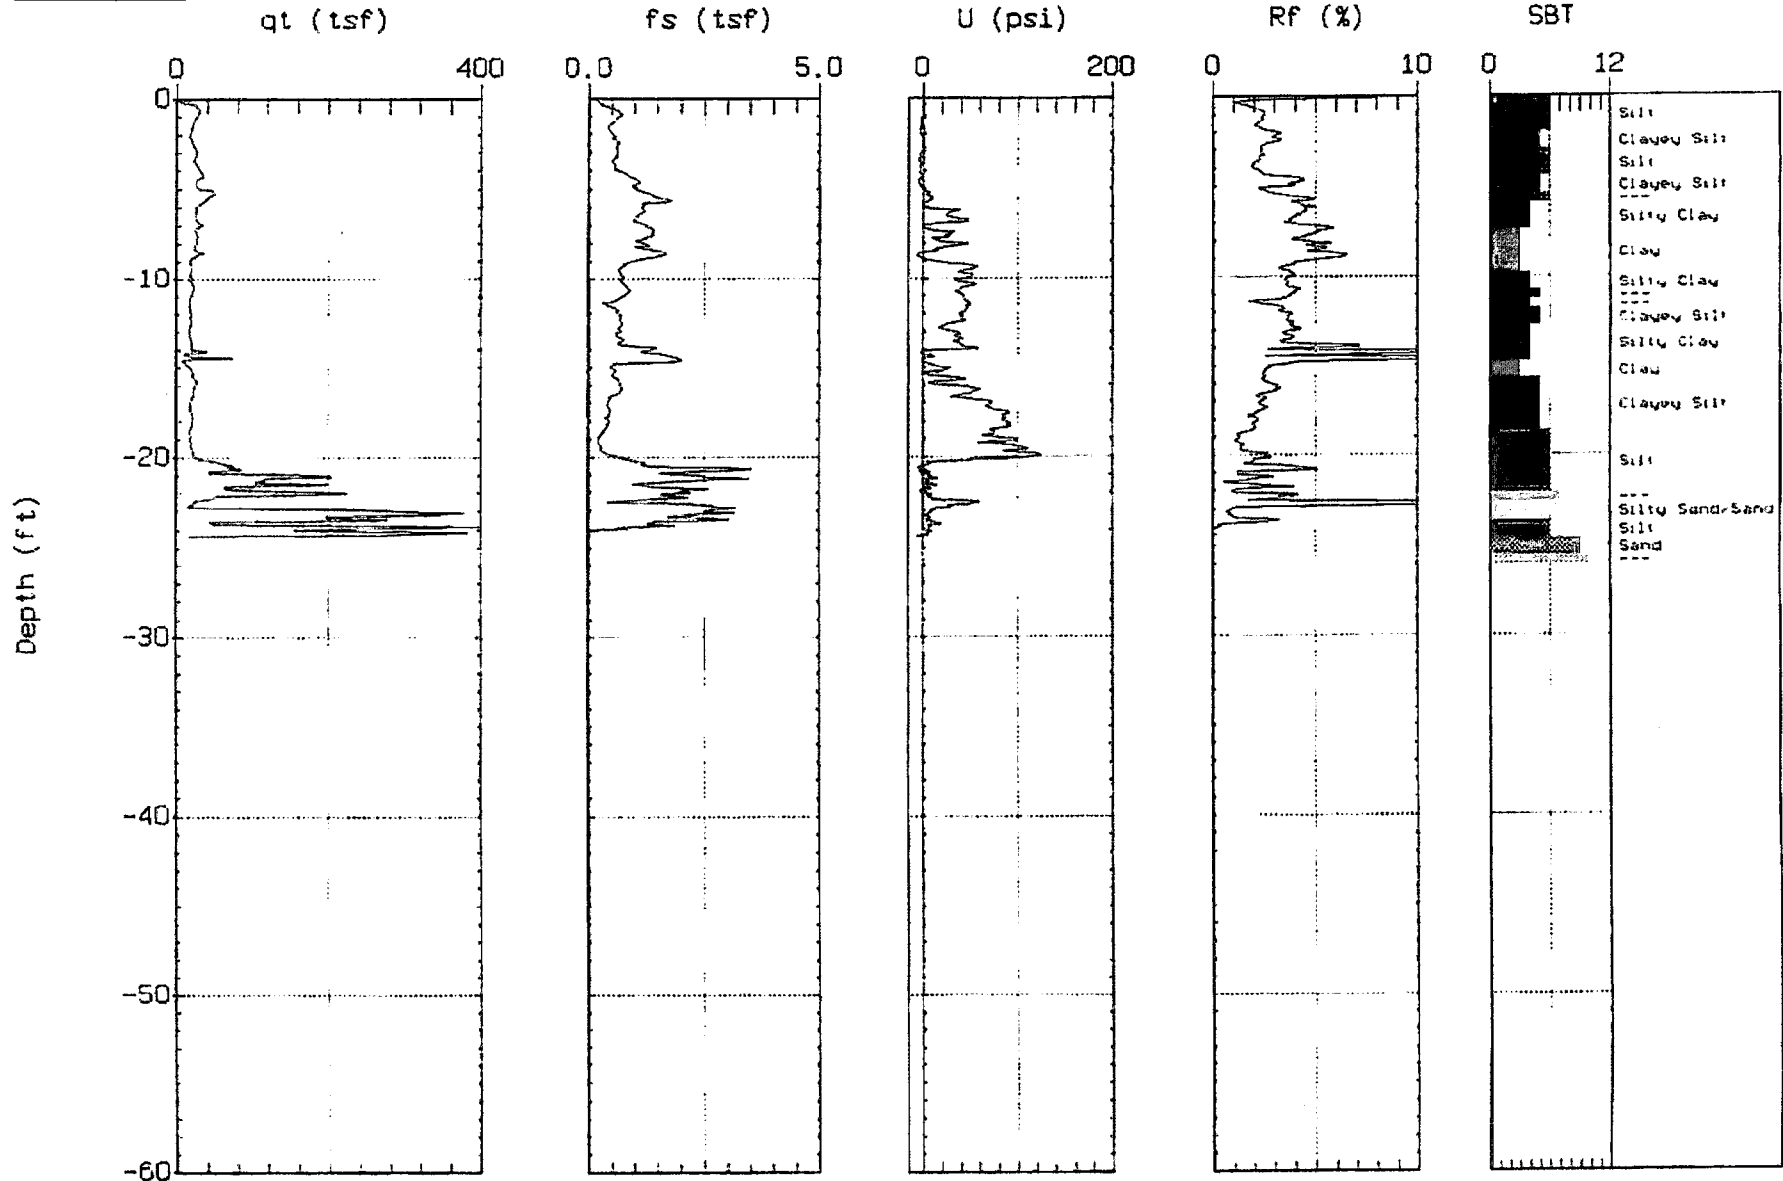 qt (tsf)
fs (tsf)
U (psi)
Rf (%)
SBT
0
400
0.0
5.0
0
200
0
10
0
12
0
-10
-20
-30
-40
-50
-60
Depth (ft)
Silt
Clayey Silt
Silt
Clayey Silt
---
Silty Clay
Clay
Silty Clay
---
---
Clayey Silt
Silty Clay
Clay
Clayey Silt
Silt
---
Silty Sand/Sand
Silt
Sand
---